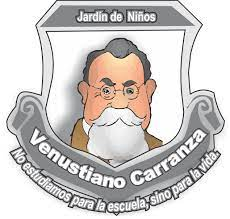 Jardín de Niños
Venustiano Carranza
No estudiamos para la escuela, sino para la vida.